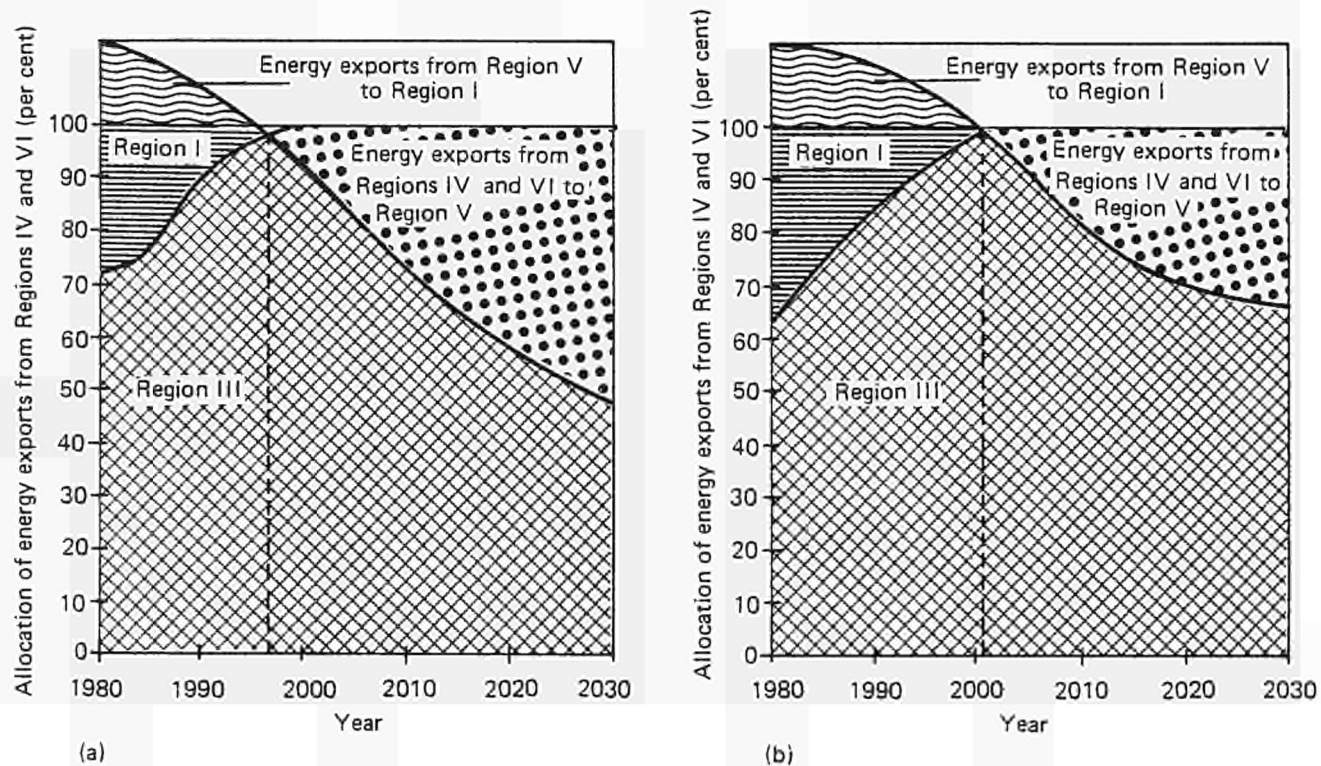 Allocation of energy exports from Regions IV and VI (per cent)
100
90
80
70
60
50
40
30
20
10
0
Energy exports from Region V
to Region I
Region I
Energy exports from
Regions IV and VI to
Region V
Region III
1980 1990 2000 2010 2020 2030
Year
(a)
Allocation of energy exports from Regions IV and VI (per cent)
100
90
80
70
60
50
40
30
20
10
0
Energy exports from Region V
to Region I
Region I
Energy exports from
Regions IV and VI to
Region V
Region III
1980 1990 2000 2010 2020 2030
Year
(b)